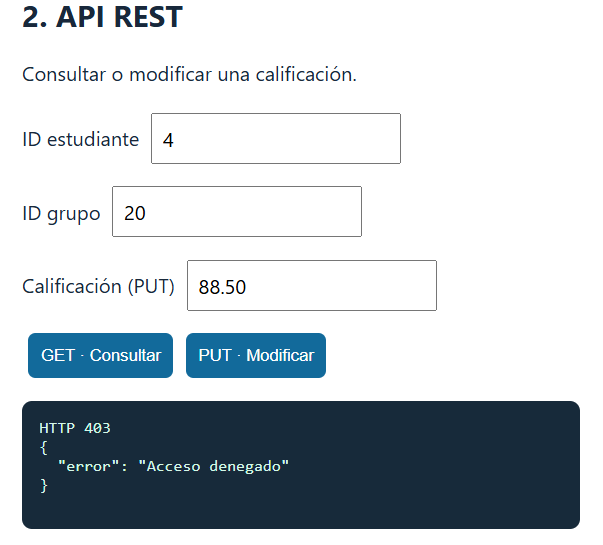 2. API REST
Consultar o modificar una calificación.
ID estudiante 4
ID grupo 20
Calificación (PUT) 88.50
GET · Consultar PUT · Modificar
HTTP 403
{
  "error": "Acceso denegado"
}